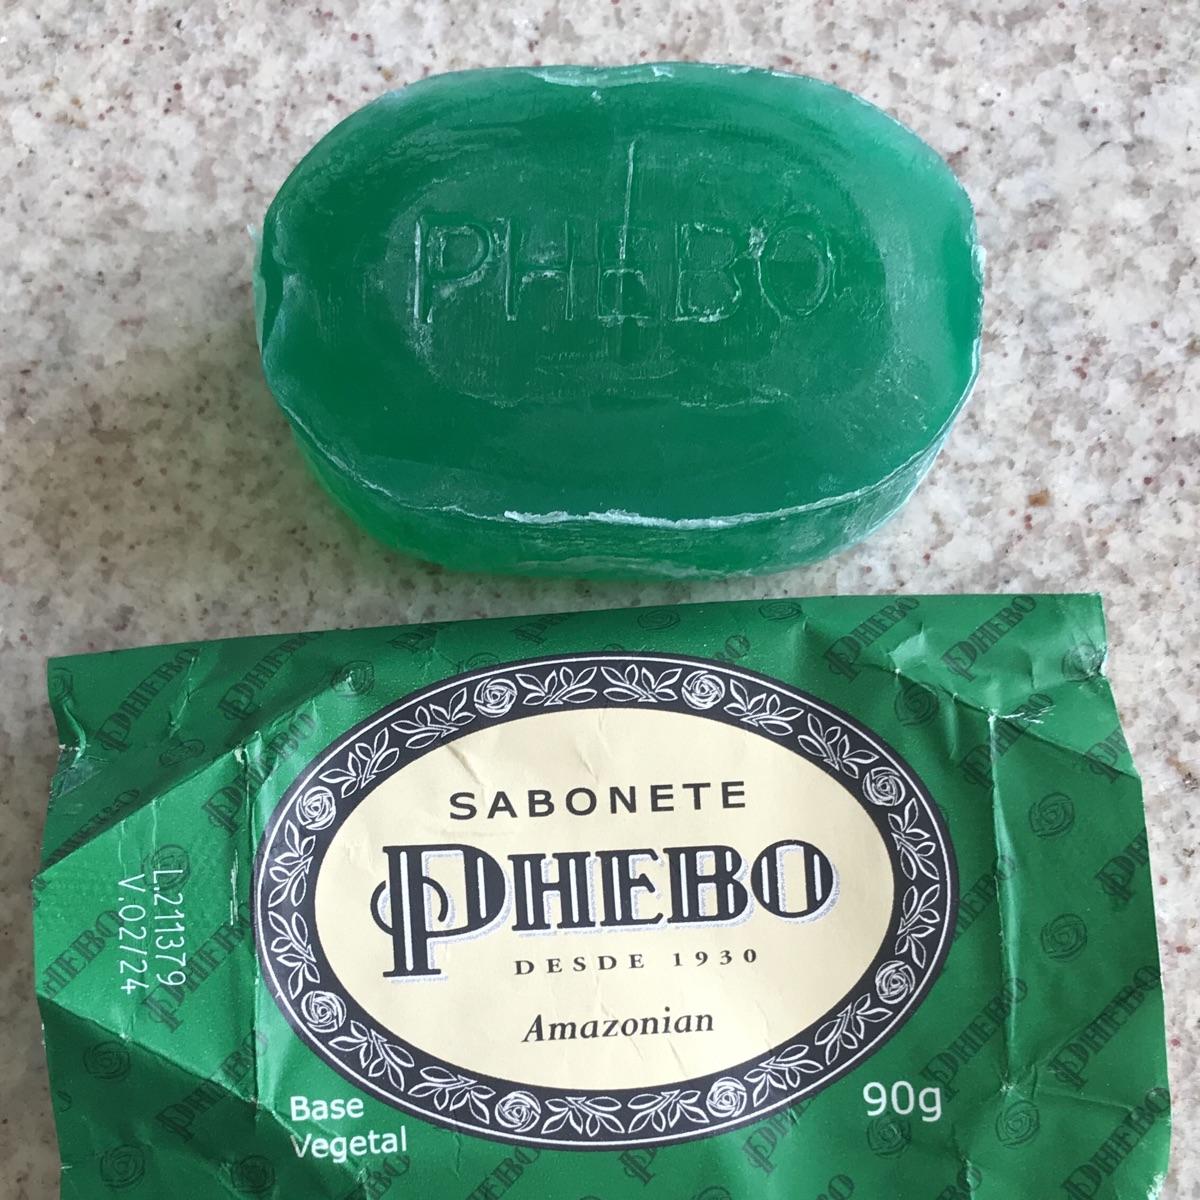 PHEBO
SABONETE
PHEBO
DESDE 1930
Amazonian
Base
Vegetal
90g
L.211379
V.02/24